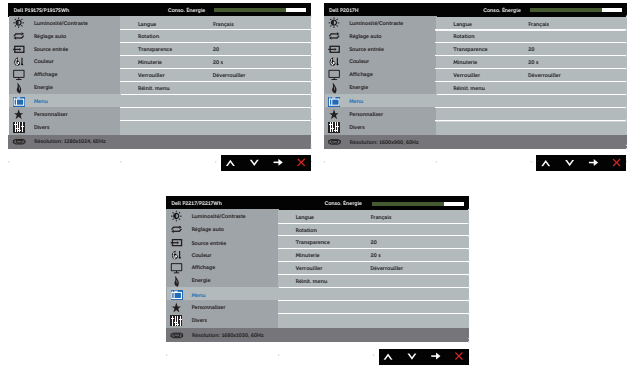 Dell P1917S/P1917SWh Conso. Énergie
Luminosité/Contraste Langue Français
Réglage auto Rotation
Source entrée Transparence 20
Couleur Minuterie 20 s
Affichage Verrouiller Déverrouiller
Energie Réinit. menu
Menu
Personnaliser
Divers
Résolution: 1280x1024, 60Hz
Dell P2017H Conso. Énergie
Luminosité/Contraste Langue Français
Réglage auto Rotation
Source entrée Transparence 20
Couleur Minuterie 20 s
Affichage Verrouiller Déverrouiller
Energie Réinit. menu
Menu
Personnaliser
Divers
Résolution: 1600x900, 60Hz
Dell P2217/P2217Wh Conso. Énergie
Luminosité/Contraste Langue Français
Réglage auto Rotation
Source entrée Transparence 20
Couleur Minuterie 20 s
Affichage Verrouiller Déverrouiller
Energie Réinit. menu
Menu
Personnaliser
Divers
Résolution: 1680x1050, 60Hz